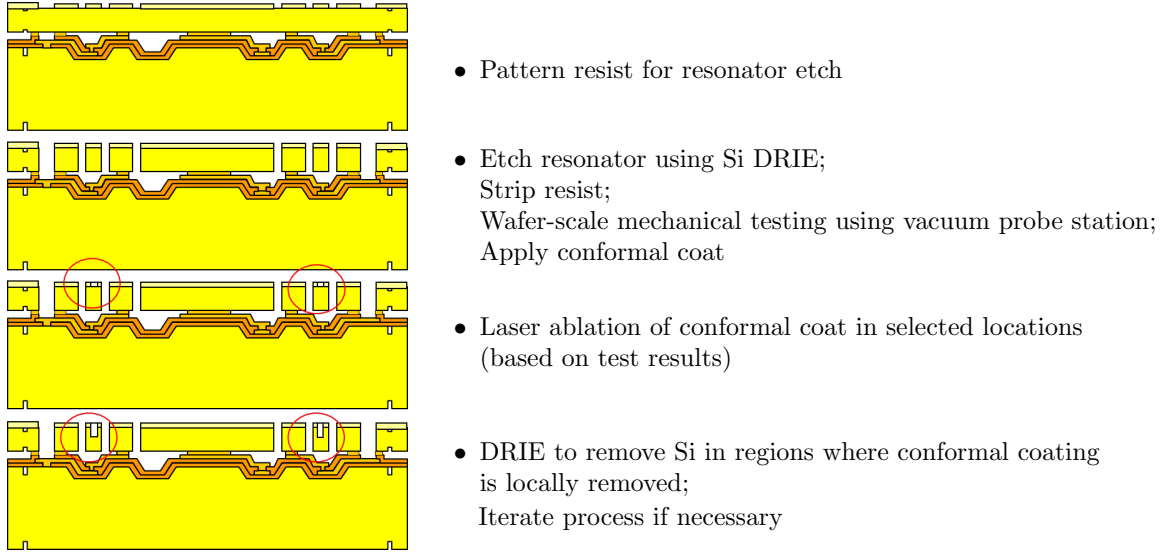 • Pattern resist for resonator etch
• Etch resonator using Si DRIE;
Strip resist;
Wafer-scale mechanical testing using vacuum probe station;
Apply conformal coat
• Laser ablation of conformal coat in selected locations
(based on test results)
• DRIE to remove Si in regions where conformal coating
is locally removed;
Iterate process if necessary